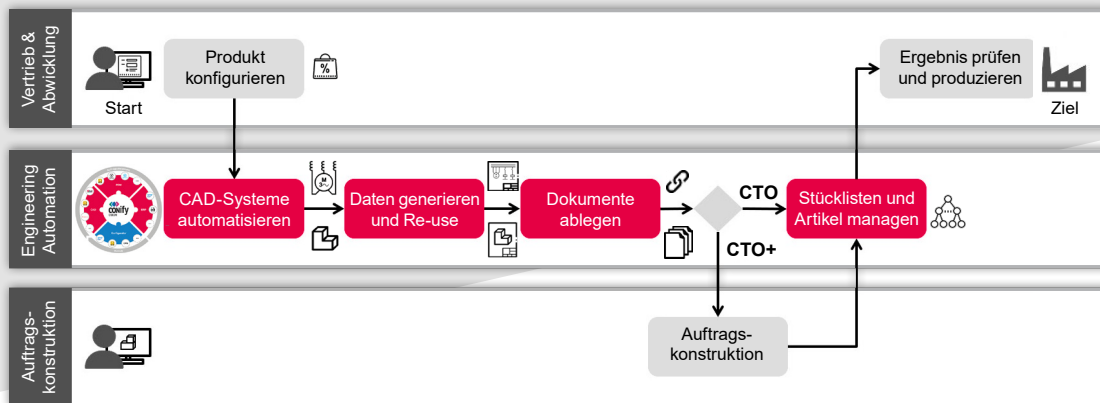 Vertrieb &
Abwicklung
Start
Produkt
konfigurieren
%
Ergebnis prüfen
und produzieren
Ziel
Engineering
Automation
CAD-Systeme
automatisieren
M
3~
Daten generieren
und Re-use
Dokumente
ablegen
CTO
CTO+
Stücklisten und
Artikel managen
Auftrags-
konstruktion
Auftrags-
konstruktion